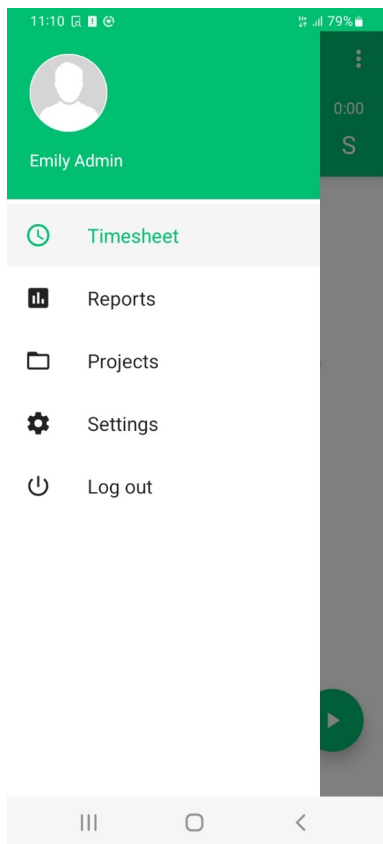 11:10 79%
0:00
S
Emily Admin
Timesheet
Reports
Projects
Settings
Log out